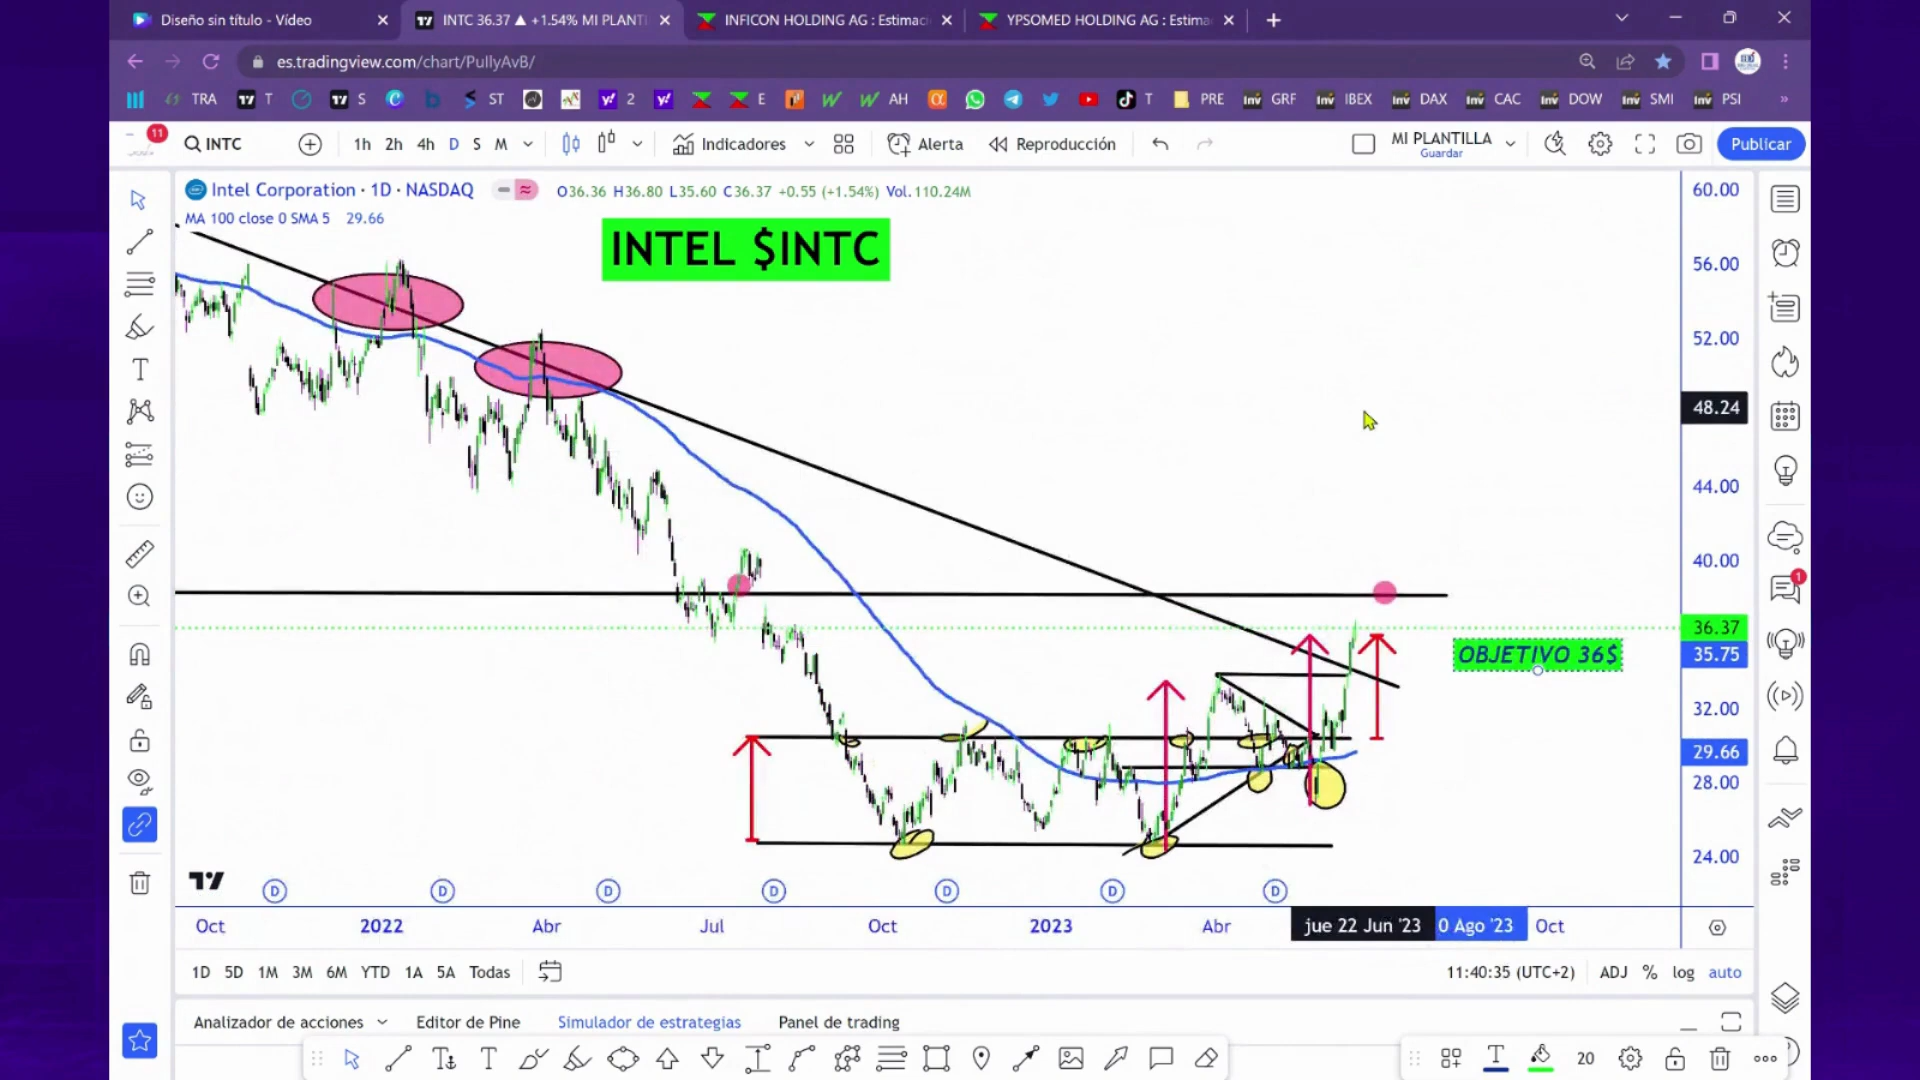 Diseño sin título - Vídeo
INTC 36.37 ▲ +1.54% MI PLANTI
INFICON HOLDING AG : Estimaci
YPSOMED HOLDING AG : Estima
es.tradingview.com/chart/PullyAvB/
TRA T S ST 2 E AH T PRE GRF IBEX DAX CAC DOW SMI PSI »
11
INTC
1h 2h 4h D S M
Indicadores
Alerta
Reproducción
MI PLANTILLA
Guardar
Publicar
Intel Corporation · 1D · NASDAQ
O36.36 H36.80 L35.60 C36.37 +0.55 (+1.54%) Vol.110.24M
MA 100 close 0 SMA 5 29.66
INTEL $INTC
60.00
56.00
52.00
48.24
44.00
40.00
36.37
35.75
32.00
29.66
28.00
24.00
1
OBJETIVO 36$
D D D D D D D
Oct 2022 Abr Jul Oct 2023 Abr jue 22 Jun '23 0 Ago '23 Oct
1D 5D 1M 3M 6M YTD 1A 5A Todas
11:40:35 (UTC+2) ADJ % log auto
Analizador de acciones
Editor de Pine
Simulador de estrategias
Panel de trading
20